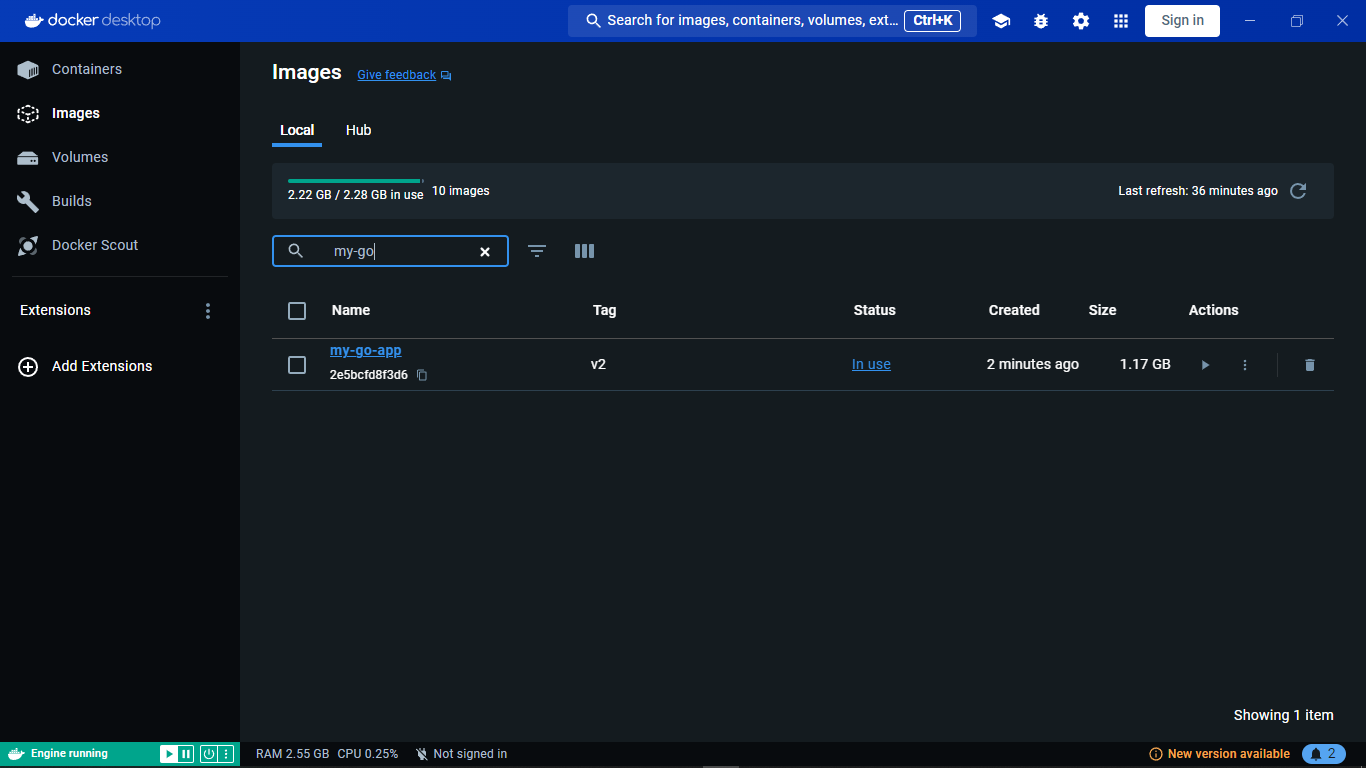 docker desktop
Search for images, containers, volumes, ext... Ctrl+K
Sign in
Containers
Images
Volumes
Builds
Docker Scout
Extensions
Add Extensions
Images Give feedback
Local Hub
2.22 GB / 2.28 GB in use 10 images Last refresh: 36 minutes ago
my-go
Name Tag Status Created Size Actions
my-go-app
2e5bcfd8f3d6
v2 In use 2 minutes ago 1.17 GB
Showing 1 item
Engine running RAM 2.55 GB CPU 0.25% Not signed in New version available 2